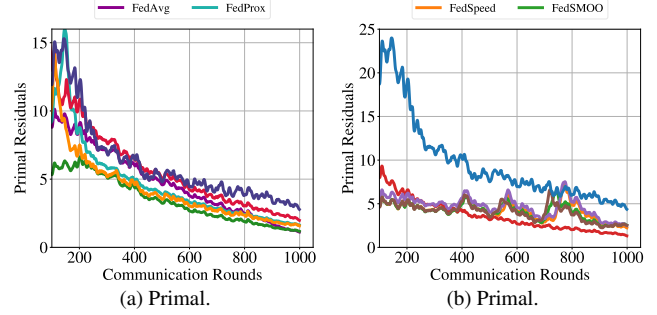 FedAvg FedProx
FedSpeed FedSMOO
15
10
5
0
Primal Residuals
200 400 600 800 1000
Communication Rounds
(a) Primal.
25
20
15
10
5
0
Primal Residuals
200 400 600 800 1000
Communication Rounds
(b) Primal.